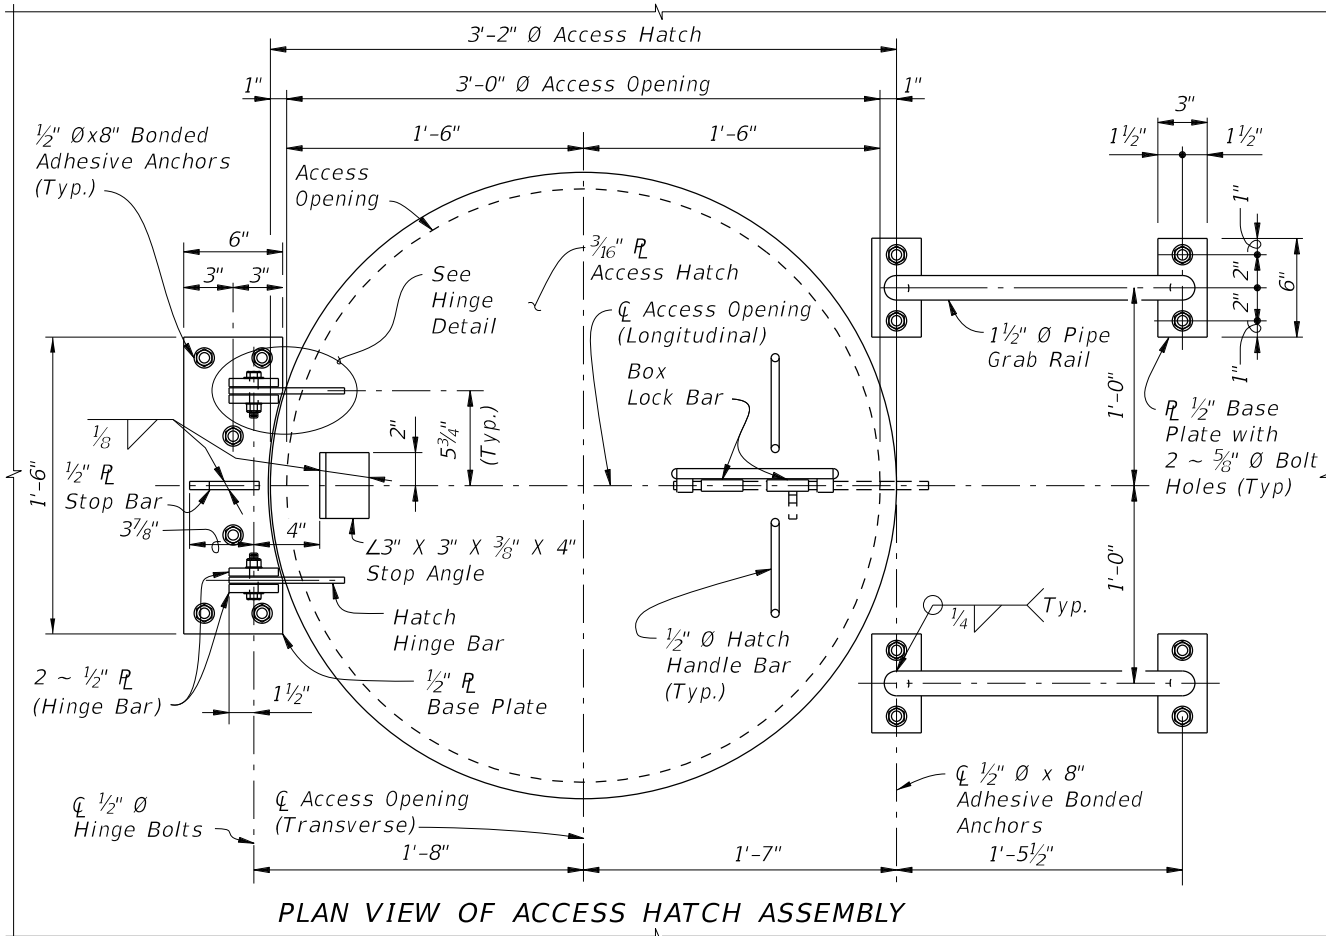 3'-2" Ø Access Hatch
1"
3'-0" Ø Access Opening
1"
1'-6"
1'-6"
3"
1½"
1½"
½" Øx8" Bonded
Adhesive Anchors
(Typ.)
Access
Opening
1"
2"
2"
1"
6"
6"
3"
3"
See
Hinge
Detail
3/16" ℄
Access Hatch
℄ Access Opening
(Longitudinal)
Box
Lock Bar
1½" Ø Pipe
Grab Rail
1'-0"
1'-0"
PL ½" Base
Plate with
2 ~ ⅝" Ø Bolt
Holes (Typ)
⅛
½" PL
Stop Bar
1'-6"
3⅞"
4"
2"
5¾"
(Typ.)
∠3" X 3" X ⅜" X 4"
Stop Angle
Hatch
Hinge Bar
½" Ø Hatch
Handle Bar
(Typ.)
¼
Typ.
2 ~ ½" PL
(Hinge Bar)
1½"
½" PL
Base Plate
℄ ½" Ø
Hinge Bolts
℄ Access Opening
(Transverse)
℄ ½" Ø x 8"
Adhesive Bonded
Anchors
1'-8"
1'-7"
1'-5½"
PLAN VIEW OF ACCESS HATCH ASSEMBLY